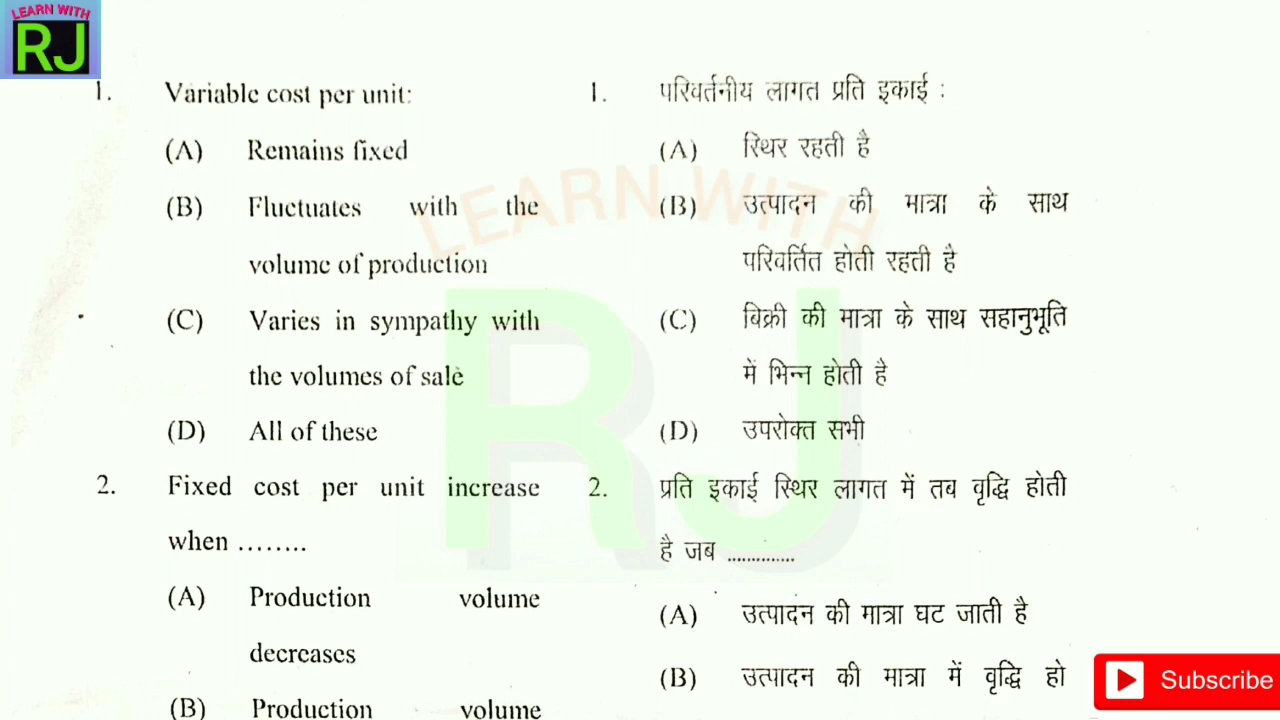 LEARN WITH
RJ
1. Variable cost per unit:
(A) Remains fixed
(B) Fluctuates with the
volume of production
(C) Varies in sympathy with
the volumes of sale
(D) All of these
2. Fixed cost per unit increase
when ........
(A) Production volume
decreases
(B) Production volume
1. परिवर्तनीय लागत प्रति इकाई :
(A) स्थिर रहती है
(B) उत्पादन की मात्रा के साथ
परिवर्तित होती रहती है
(C) बिक्री की मात्रा के साथ सहानुभूति
में भिन्न होती है
(D) उपरोक्त सभी
2. प्रति इकाई स्थिर लागत में तब वृद्धि होती
है जब ..............
(A) उत्पादन की मात्रा घट जाती है
(B) उत्पादन की मात्रा में वृद्धि हो
LEARN WITH
RJ
Subscribe